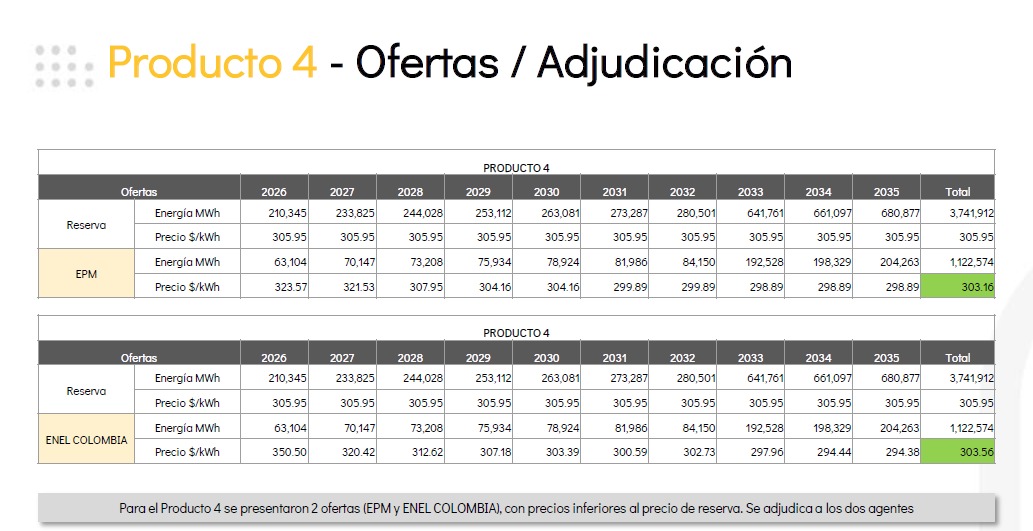 Producto 4 - Ofertas / Adjudicación
PRODUCTO 4
Ofertas 2026 2027 2028 2029 2030 2031 2032 2033 2034 2035 Total
Reserva Energía MWh 210,345 233,825 244,028 253,112 263,081 273,287 280,501 641,761 661,097 680,877 3,741,912
Precio $/kWh 305.95 305.95 305.95 305.95 305.95 305.95 305.95 305.95 305.95 305.95 305.95
EPM Energía MWh 63,104 70,147 73,208 75,934 78,924 81,986 84,150 192,528 198,329 204,263 1,122,574
Precio $/kWh 323.57 321.53 307.95 304.16 304.16 299.89 299.89 298.89 298.89 298.89 303.16
PRODUCTO 4
Ofertas 2026 2027 2028 2029 2030 2031 2032 2033 2034 2035 Total
Reserva Energía MWh 210,345 233,825 244,028 253,112 263,081 273,287 280,501 641,761 661,097 680,877 3,741,912
Precio $/kWh 305.95 305.95 305.95 305.95 305.95 305.95 305.95 305.95 305.95 305.95 305.95
ENEL COLOMBIA Energía MWh 63,104 70,147 73,208 75,934 78,924 81,986 84,150 192,528 198,329 204,263 1,122,574
Precio $/kWh 350.50 320.42 312.62 307.18 303.39 300.59 302.73 297.96 294.44 294.38 303.56
Para el Producto 4 se presentaron 2 ofertas (EPM y ENEL COLOMBIA), con precios inferiores al precio de reserva. Se adjudica a los dos agentes